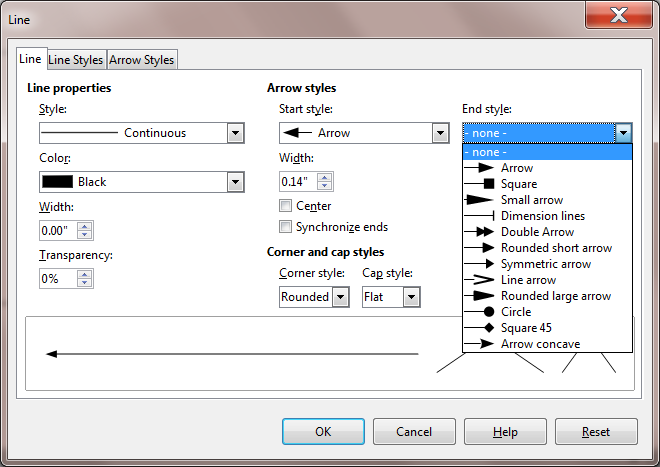 Line
Line
Line Styles
Arrow Styles
Line properties
Style:
Continuous
Color:
Black
Width:
0.00"
Transparency:
0%
Arrow styles
Start style:
Arrow
Width:
0.14"
Center
Synchronize ends
Corner and cap styles
Corner style:
Cap style:
Rounded
Flat
End style:
- none -
- none -
Arrow
Square
Small arrow
Dimension lines
Double Arrow
Rounded short arrow
Symmetric arrow
Line arrow
Rounded large arrow
Circle
Square 45
Arrow concave
OK
Cancel
Help
Reset